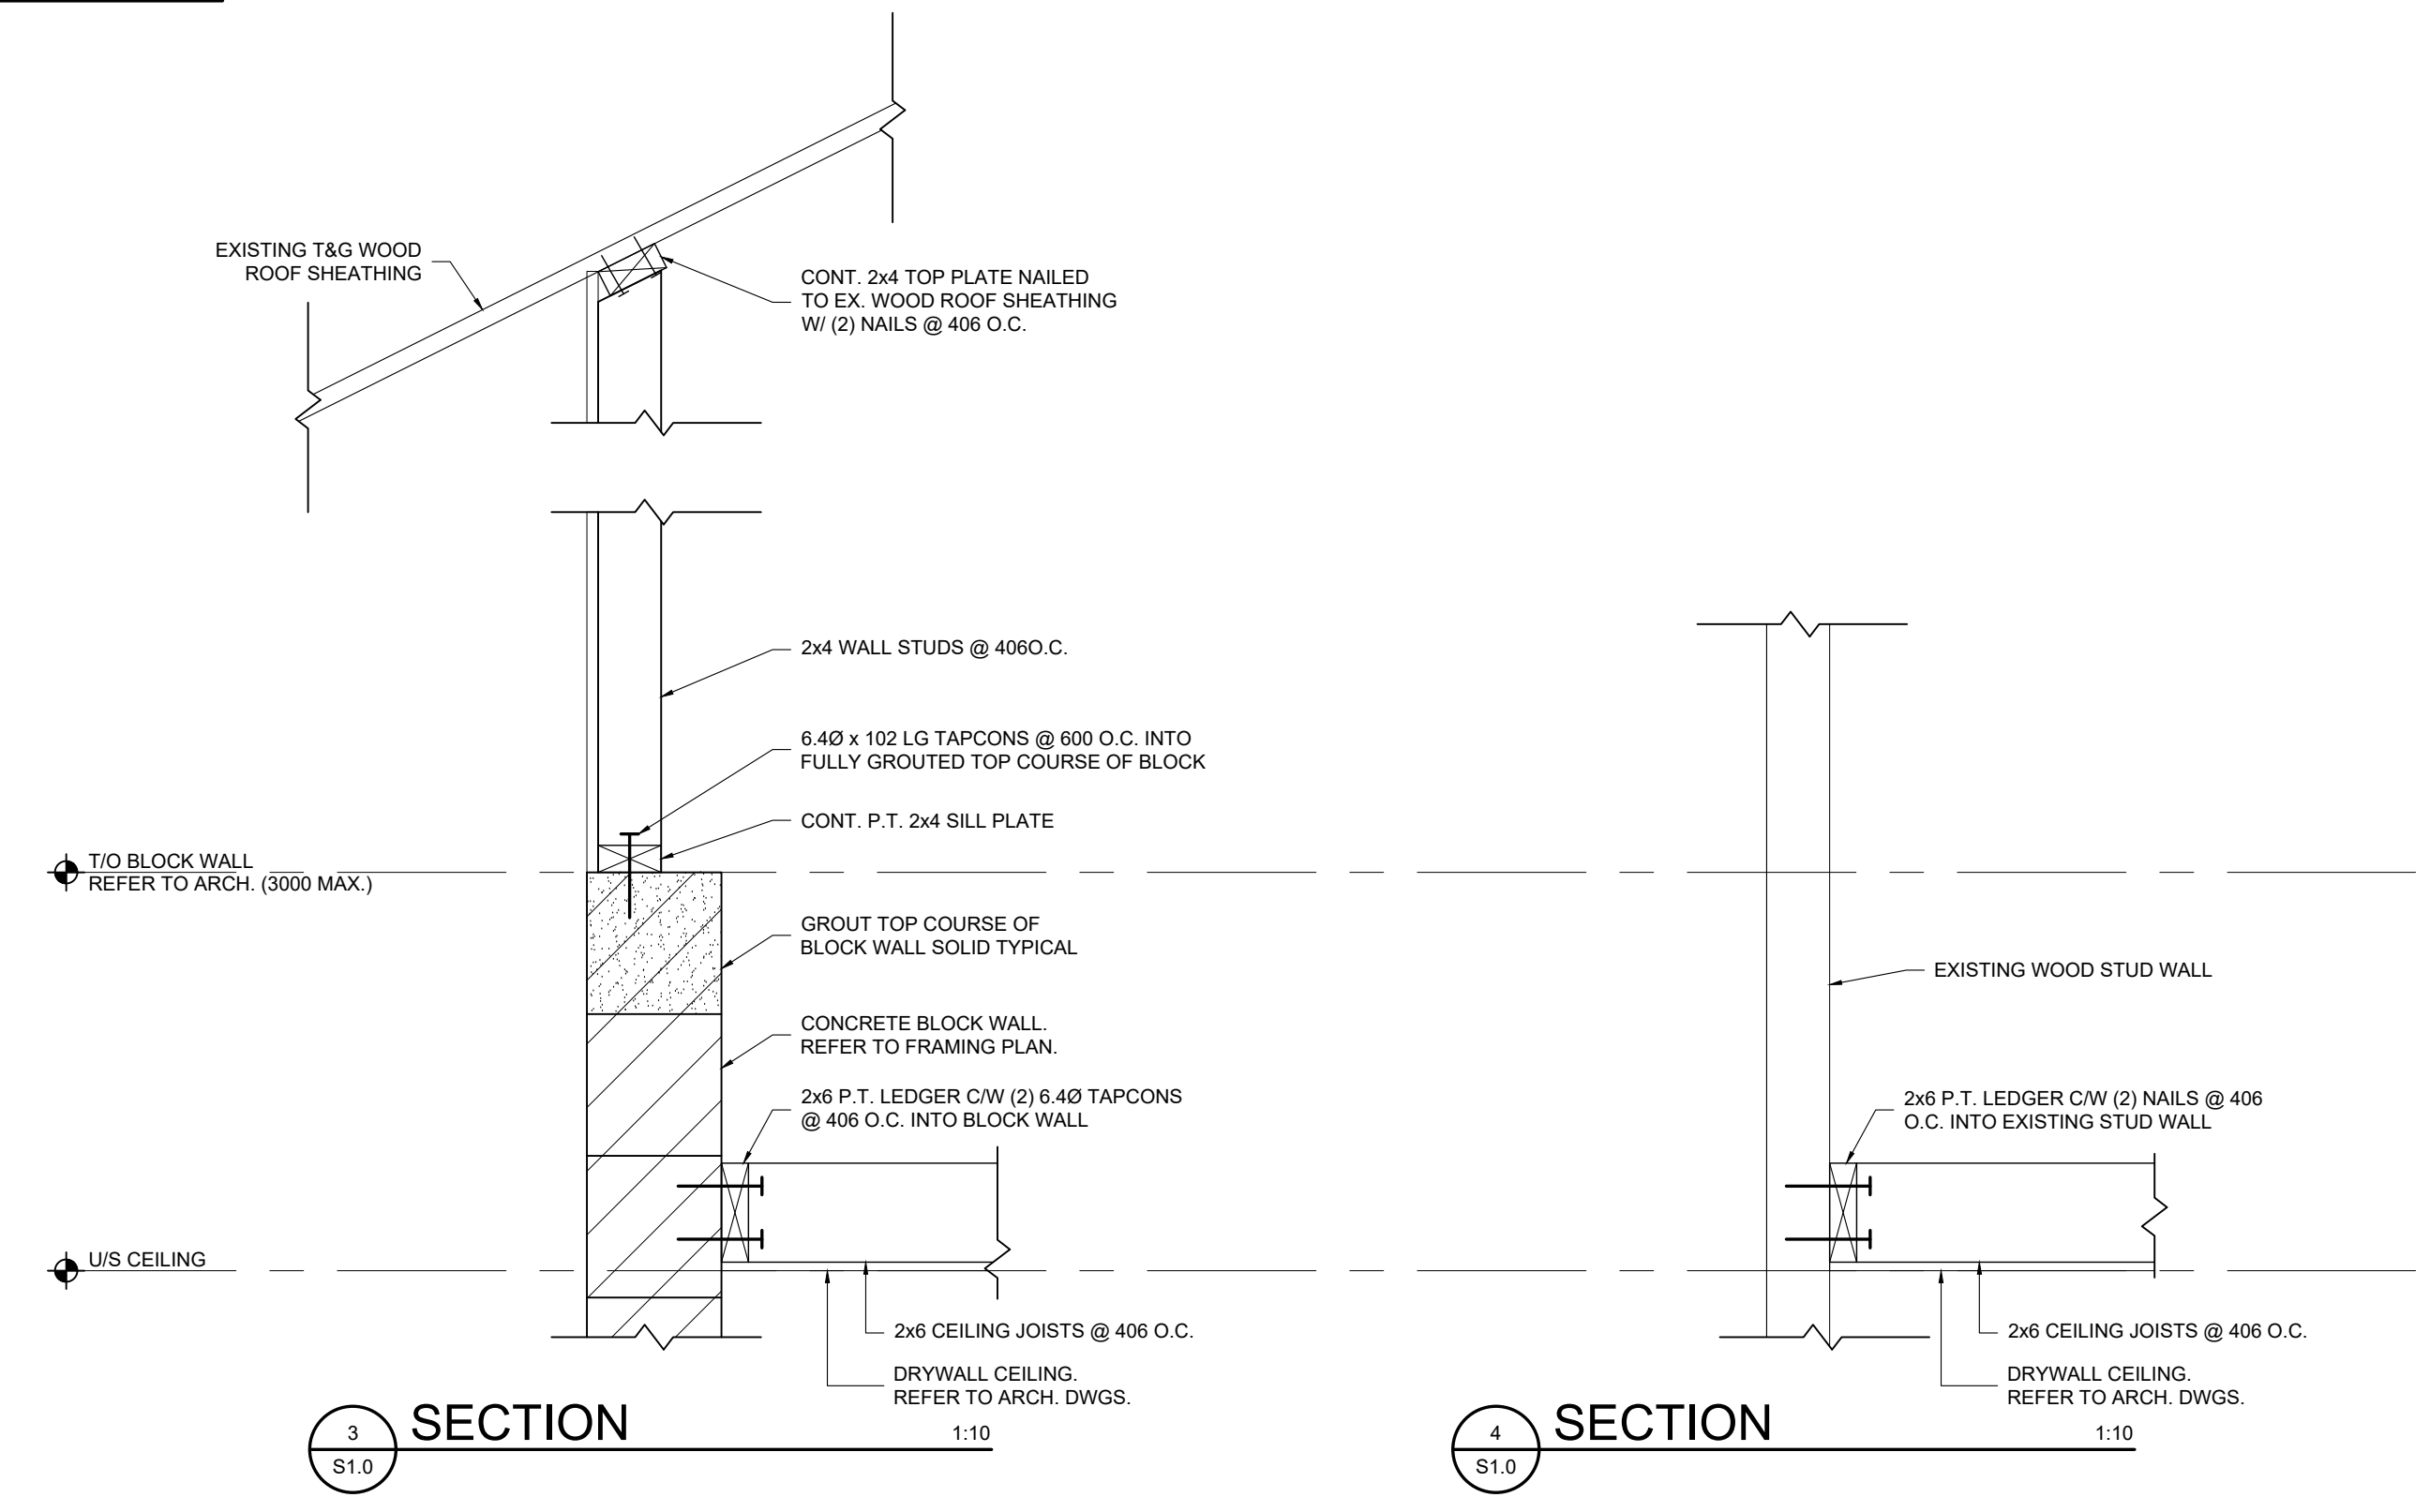 EXISTING T&G WOOD
ROOF SHEATHING
CONT. 2x4 TOP PLATE NAILED
TO EX. WOOD ROOF SHEATHING
W/ (2) NAILS @ 406 O.C.
2x4 WALL STUDS @ 406O.C.
6.4Ø x 102 LG TAPCONS @ 600 O.C. INTO
FULLY GROUTED TOP COURSE OF BLOCK
CONT. P.T. 2x4 SILL PLATE
T/O BLOCK WALL
REFER TO ARCH. (3000 MAX.)
GROUT TOP COURSE OF
BLOCK WALL SOLID TYPICAL
CONCRETE BLOCK WALL.
REFER TO FRAMING PLAN.
2x6 P.T. LEDGER C/W (2) 6.4Ø TAPCONS
@ 406 O.C. INTO BLOCK WALL
U/S CEILING
2x6 CEILING JOISTS @ 406 O.C.
DRYWALL CEILING.
REFER TO ARCH. DWGS.
3
S1.0
SECTION
1:10
EXISTING WOOD STUD WALL
2x6 P.T. LEDGER C/W (2) NAILS @ 406
O.C. INTO EXISTING STUD WALL
2x6 CEILING JOISTS @ 406 O.C.
DRYWALL CEILING.
REFER TO ARCH. DWGS.
4
S1.0
SECTION
1:10